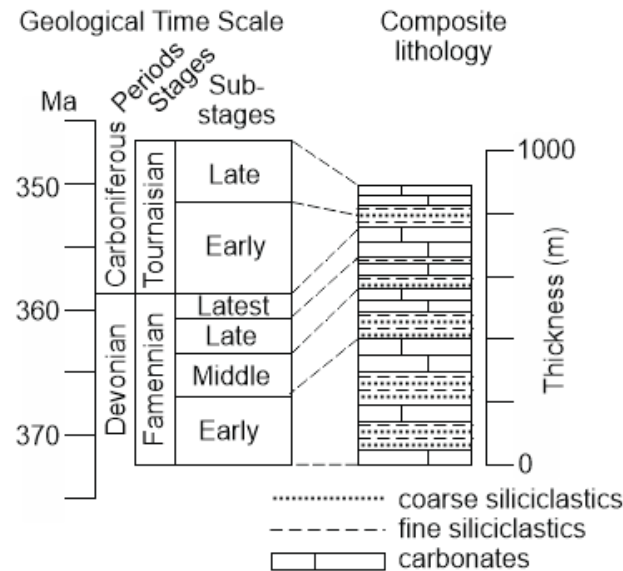 Geological Time Scale
Composite
lithology
Ma
Periods
Stages
Sub-
stages
1000
350
Carboniferous
Tournaisian
Late
Early
Thickness (m)
360
Devonian
Famennian
Latest
Late
Middle
370
Early
0
coarse siliciclastics
fine siliciclastics
carbonates